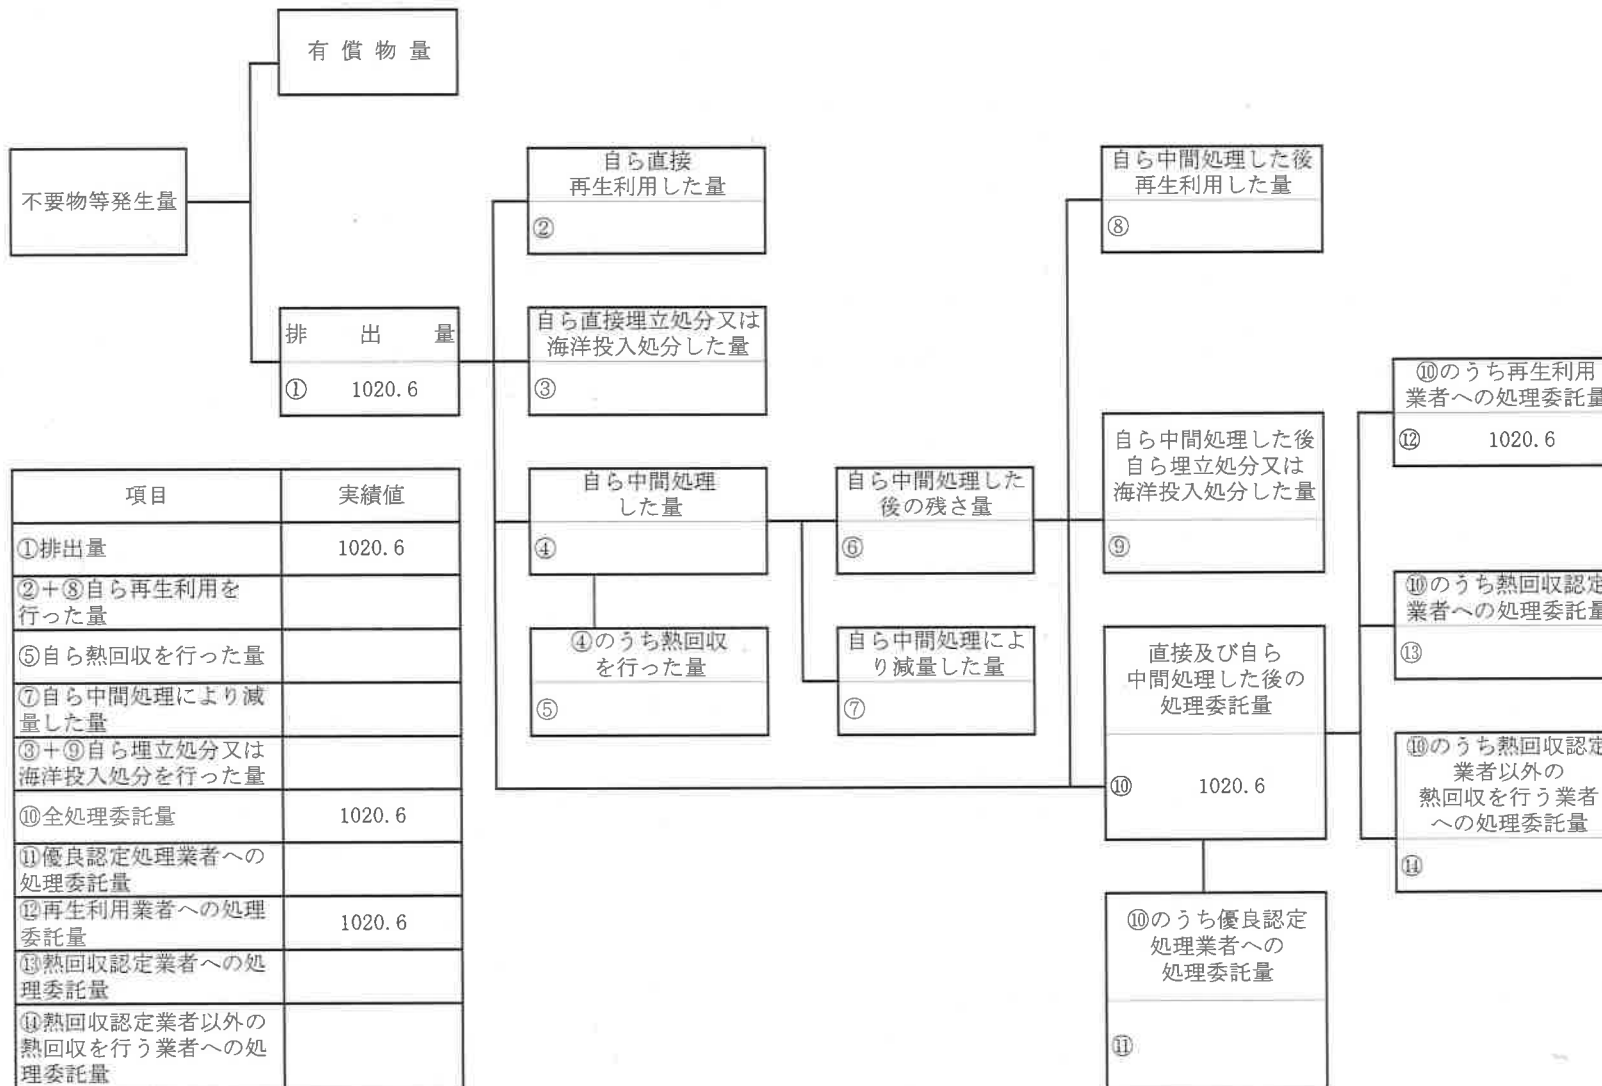 有償物量
不要物等発生量
排出量
① 1020.6
自ら直接
再生利用した量
②
自ら直接埋立処分又は
海洋投入処分した量
③
自ら中間処理
した量
④
④のうち熱回収
を行った量
⑤
自ら中間処理した
後の残さ量
⑥
自ら中間処理によ
り減量した量
⑦
自ら中間処理した後
再生利用した量
⑧
自ら中間処理した後
自ら埋立処分又は
海洋投入処分した量
⑨
直接及び自ら
中間処理した後の
処理委託量
⑩ 1020.6
⑩のうち優良認定
処理業者への
処理委託量
⑪
⑩のうち再生利用
業者への処理委託量
⑫ 1020.6
⑩のうち熱回収認定
業者への処理委託量
⑬
⑩のうち熱回収認定
業者以外の
熱回収を行う業者
への処理委託量
⑭
項目 実績値
①排出量 1020.6
②+⑧自ら再生利用を
行った量
⑤自ら熱回収を行った量
⑦自ら中間処理により減
量した量
③+⑨自ら埋立処分又は
海洋投入処分を行った量
⑩全処理委託量 1020.6
⑪優良認定処理業者への
処理委託量
⑫再生利用業者への処理
委託量 1020.6
⑬熱回収認定業者への処
理委託量
⑭熱回収認定業者以外の
熱回収を行う業者への処
理委託量